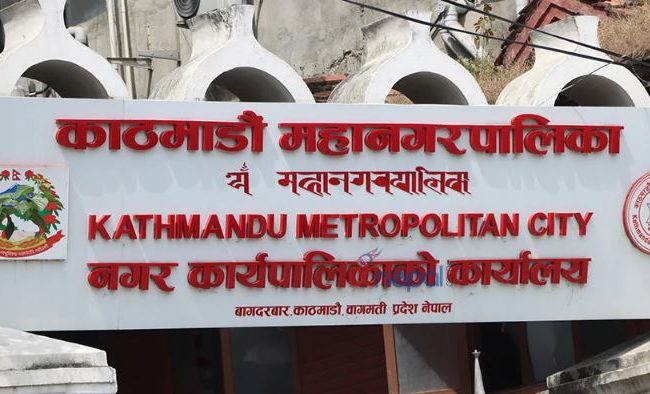 काठमाडौं महानगरपालिका
KATHMANDU METROPOLITAN CITY
नगर कार्यपालिकाको कार्यालय
बागदरबार, काठमाडौं, वागमती प्रदेश नेपाल